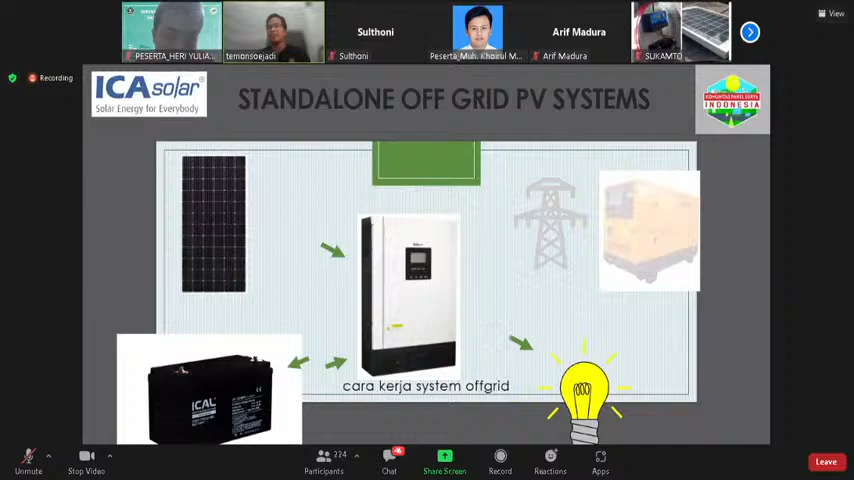 Sulthoni
Arif Madura
View
PESERTA_HERI YULIA...
temonsoejadi
Sulthoni
Peserta_Muh. Khoirul M...
Arif Madura
SUKAMTO
Recording
ICAsolar®
Solar Energy for Everybody
STANDALONE OFF GRID PV SYSTEMS
KOMUNITAS PANEL SURYA
INDONESIA
ICAL
cara kerja system offgrid
224
Unmute
Stop Video
Participants
Chat
Share Screen
Record
Reactions
Apps
Leave